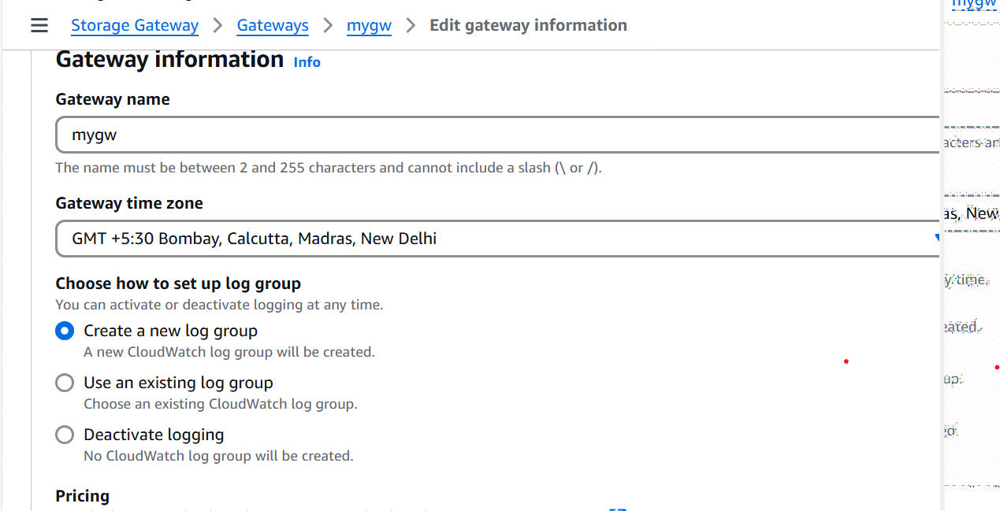 Storage Gateway > Gateways > mygw > Edit gateway information
mygw
Gateway information Info
Gateway name
mygw
The name must be between 2 and 255 characters and cannot include a slash (\ or /).
Gateway time zone
GMT +5:30 Bombay, Calcutta, Madras, New Delhi
as, New
Choose how to set up log group
You can activate or deactivate logging at any time.
y time.
Create a new log group
A new CloudWatch log group will be created.
eated.
Use an existing log group
Choose an existing CloudWatch log group.
up.
Deactivate logging
No CloudWatch log group will be created.
Pricing